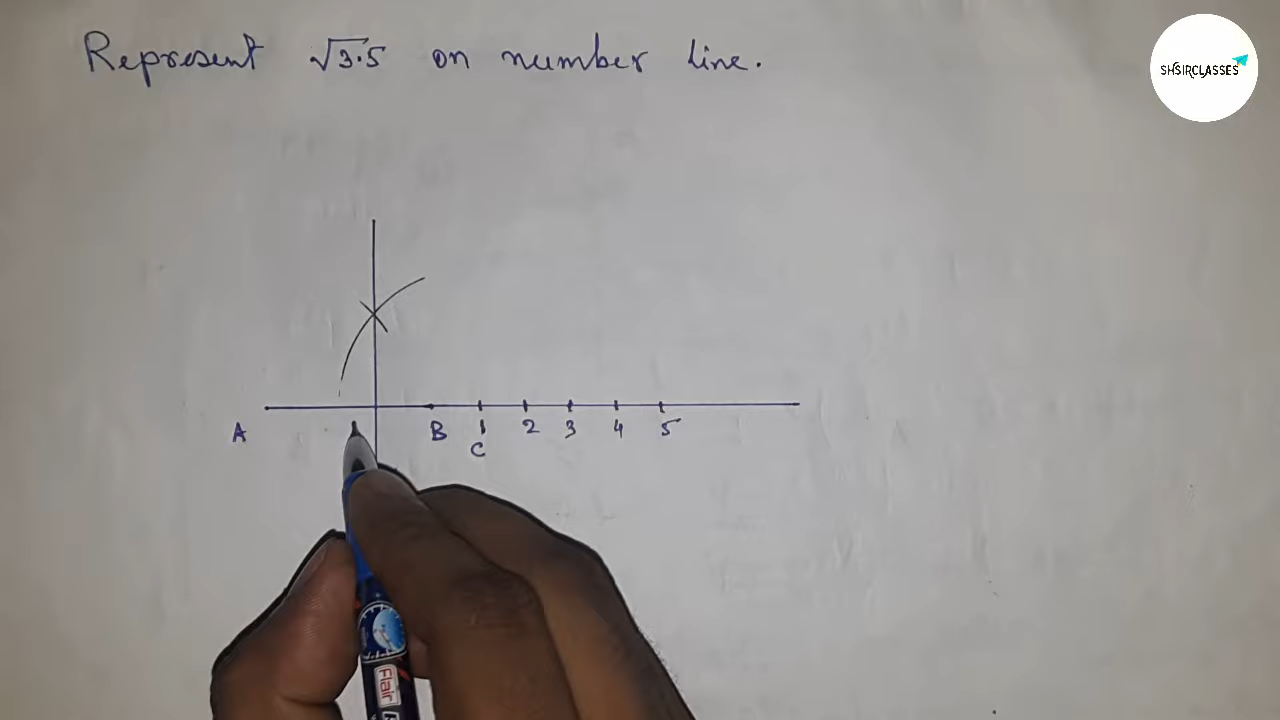 Represent √3.5 on number line.
SHSIRCLASSES
A B 1 2 3 4 5
C
Flair